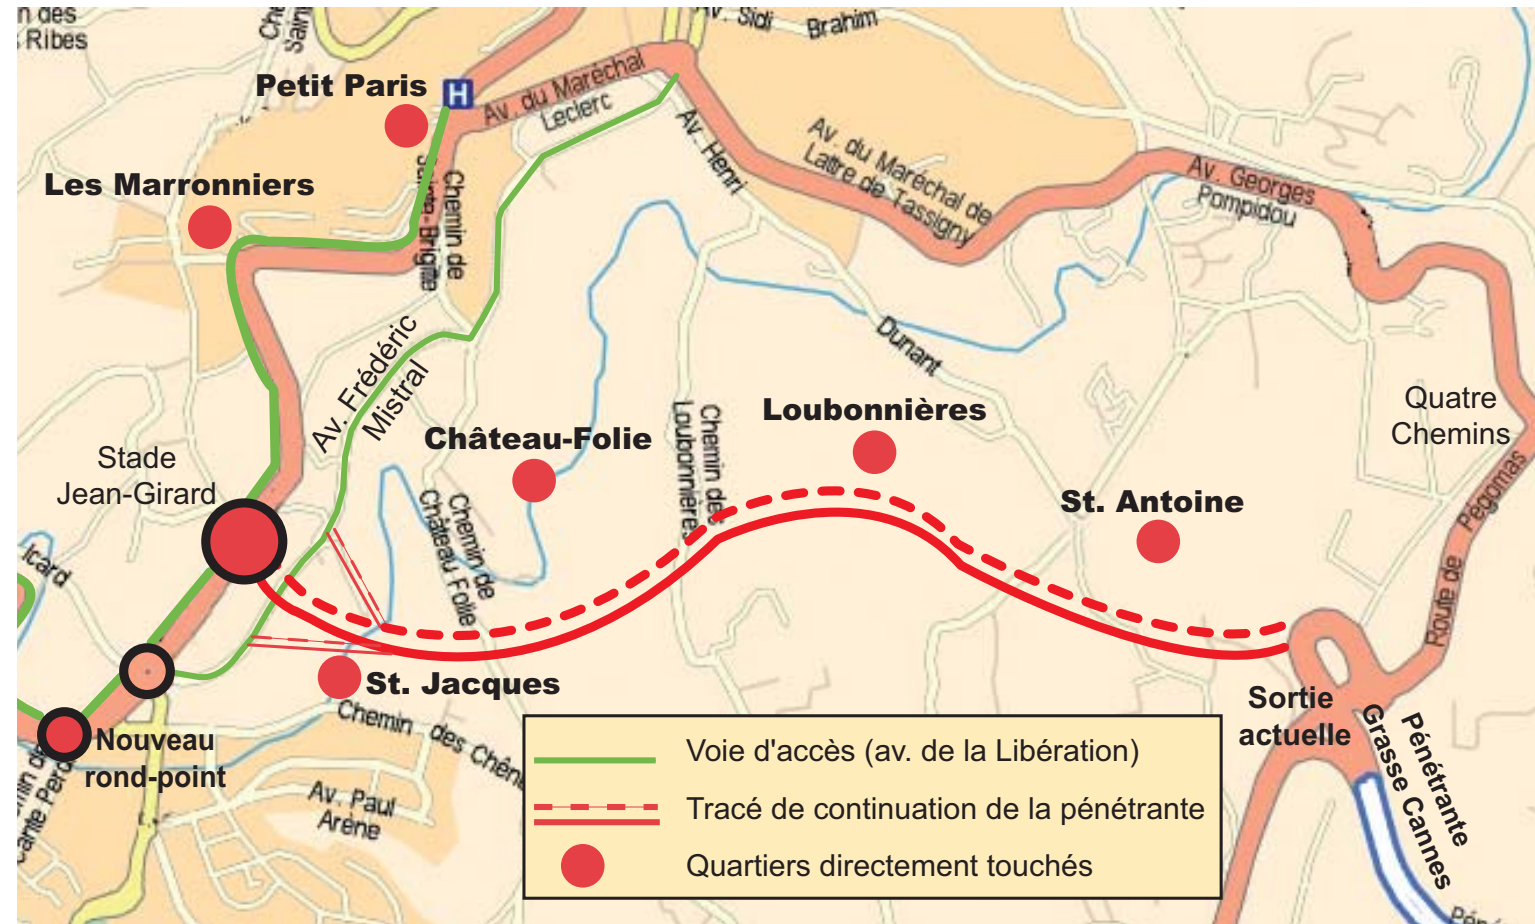 n des
Ribes
Che
Saint
Av. Sidi Brahim
Petit Paris
H
Av. du Maréchal
Leclerc
Av. Henri
Dunant
Av. du Maréchal de
Lattre de Tassigny
Av. Georges
Pompidou
Les Marronniers
Chemin de
Sainte-Brigitte
Av. Frédéric
Mistral
Stade
Jean-Girard
Château-Folie
Chemin de
Château Folie
Chemin des
Loubonnières
Loubonnières
St. Antoine
Quatre
Chemins
Route de Pégomas
Icard
St. Jacques
Chemin des Chên
Nouveau
rond-point
Av. Paul
Arène
Sortie
actuelle
Pénétrante
Grasse Cannes
Voie d'accès (av. de la Libération)
Tracé de continuation de la pénétrante
Quartiers directement touchés